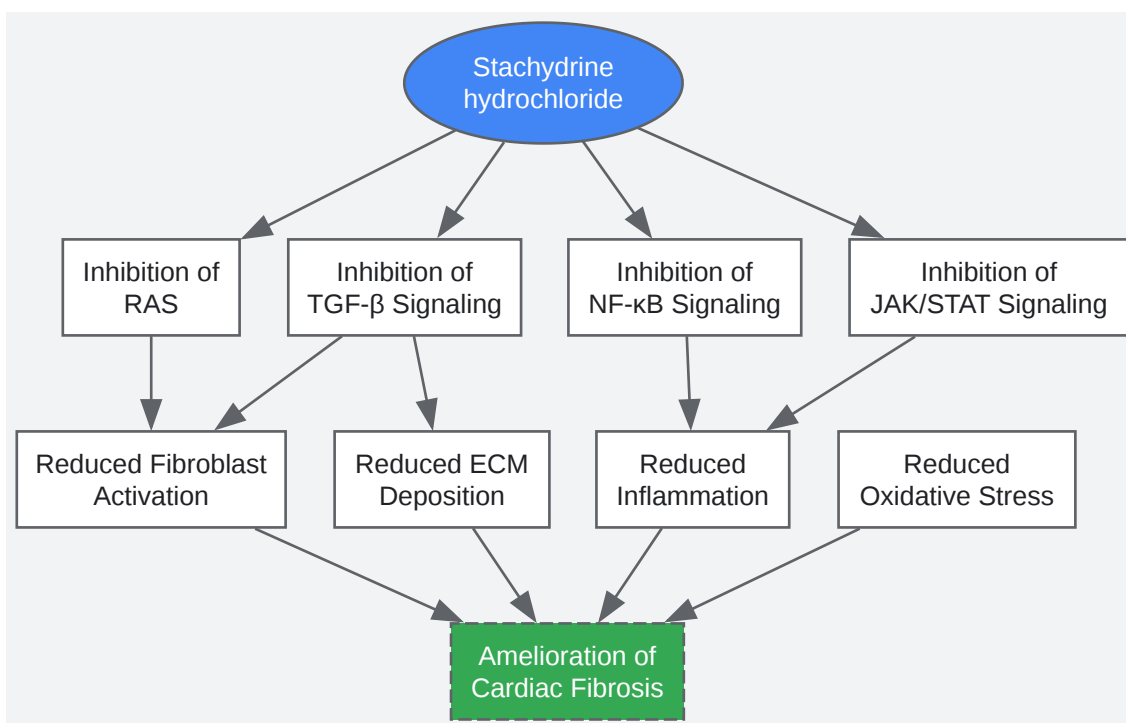 Stachydrine
hydrochloride
Inhibition of
RAS
Inhibition of
TGF-β Signaling
Inhibition of
NF-κB Signaling
Inhibition of
JAK/STAT Signaling
Reduced Fibroblast
Activation
Reduced ECM
Deposition
Reduced
Inflammation
Reduced
Oxidative Stress
Amelioration of
Cardiac Fibrosis